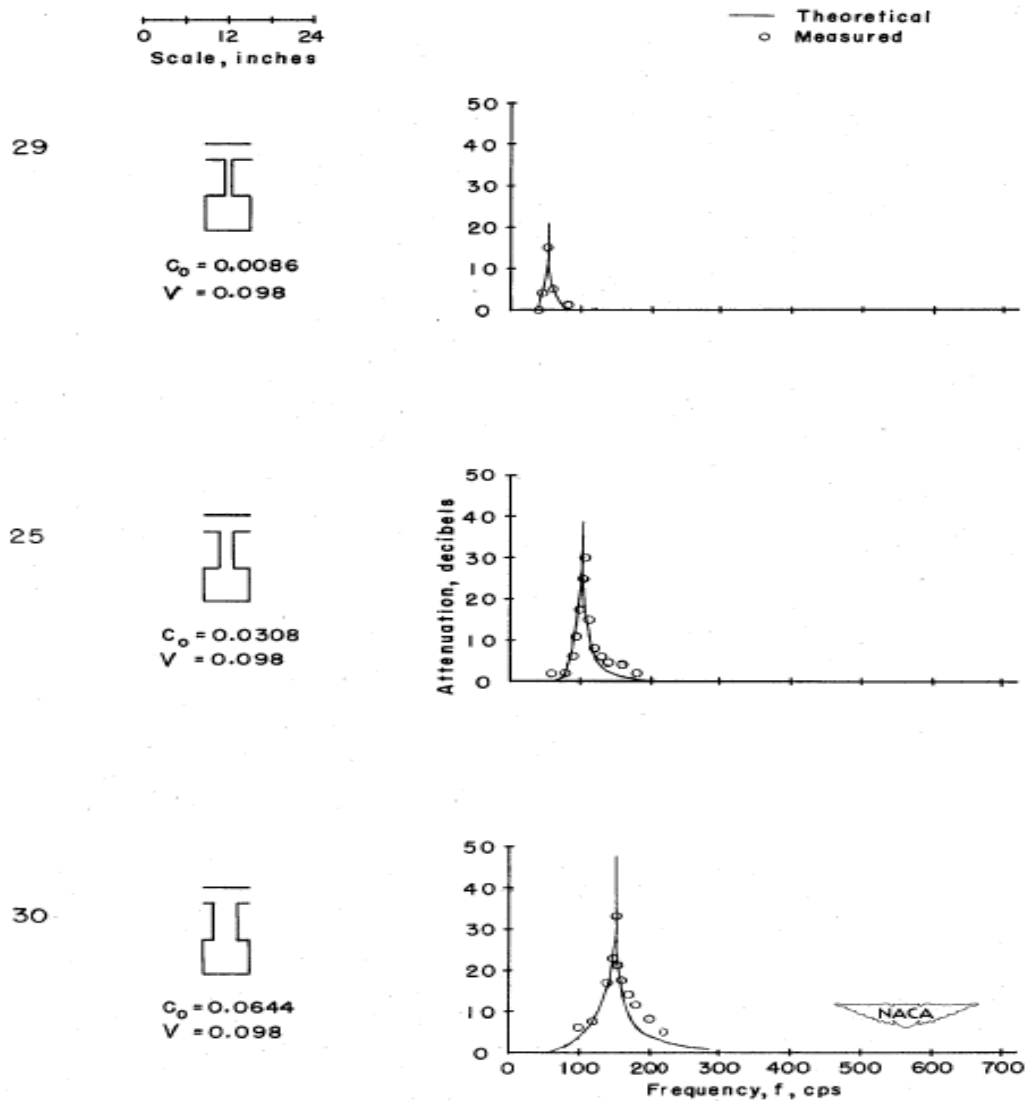 0 12 24
Scale, inches
Theoretical
Measured
29
C₀ = 0.0086
V = 0.098
50
40
30
20
10
0
25
C₀ = 0.0308
V = 0.098
Attenuation, decibels
50
40
30
20
10
0
30
C₀ = 0.0644
V = 0.098
50
40
30
20
10
0
0 100 200 300 400 500 600 700
Frequency, f, cps
NACA